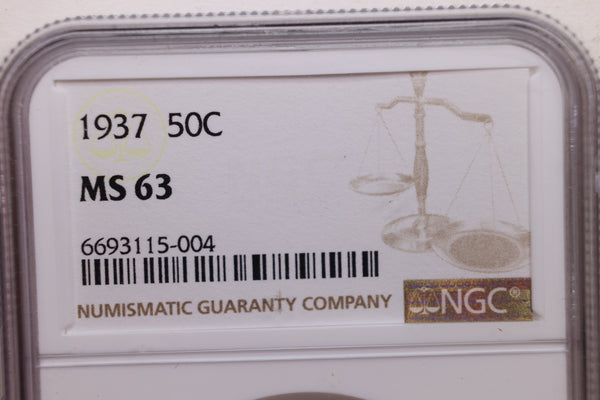 1937 50C
MS 63
6693115-004
NUMISMATIC GUARANTY COMPANY
NGC®